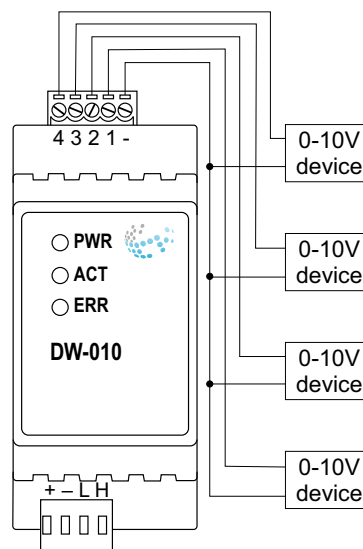 4 3 2 1 -
PWR
ACT
ERR
DW-010
+ – L H
0-10V
device
0-10V
device
0-10V
device
0-10V
device